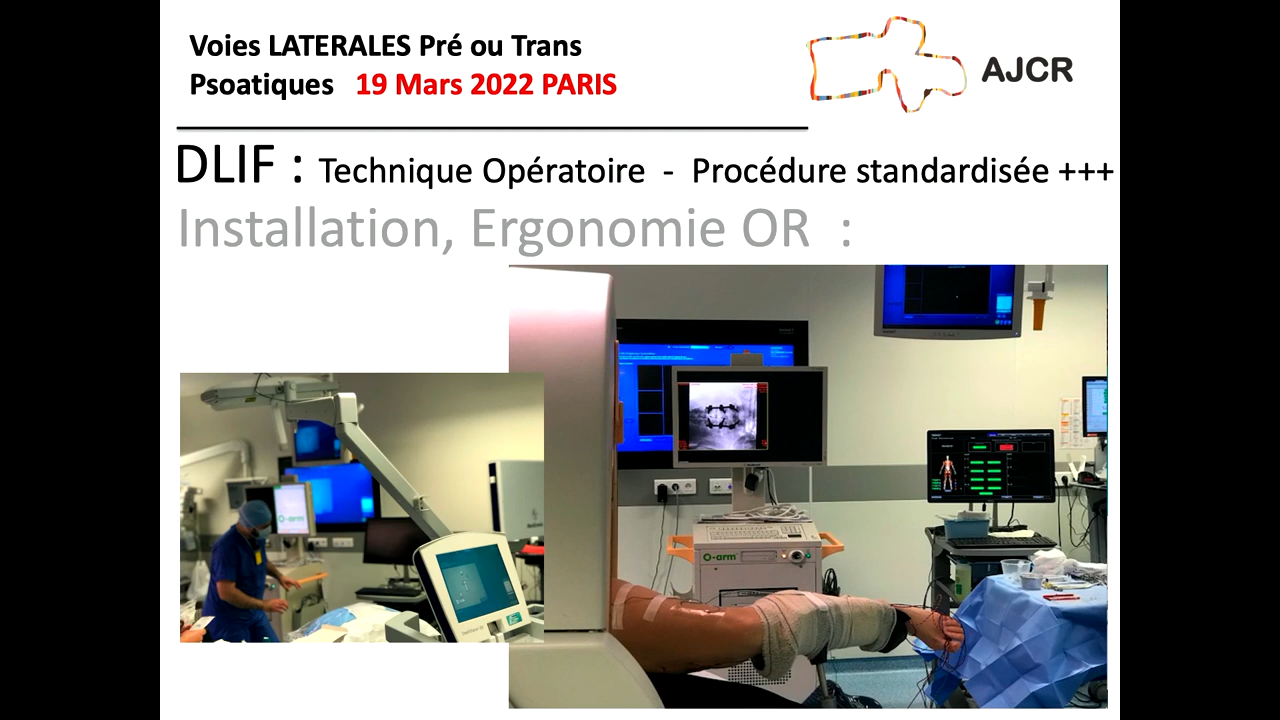 Voies LATERALES Pré ou Trans
Psoatiques 19 Mars 2022 PARIS
AJCR
DLIF : Technique Opératoire - Procédure standardisée +++
Installation, Ergonomie OR :
O-arm
O-arm